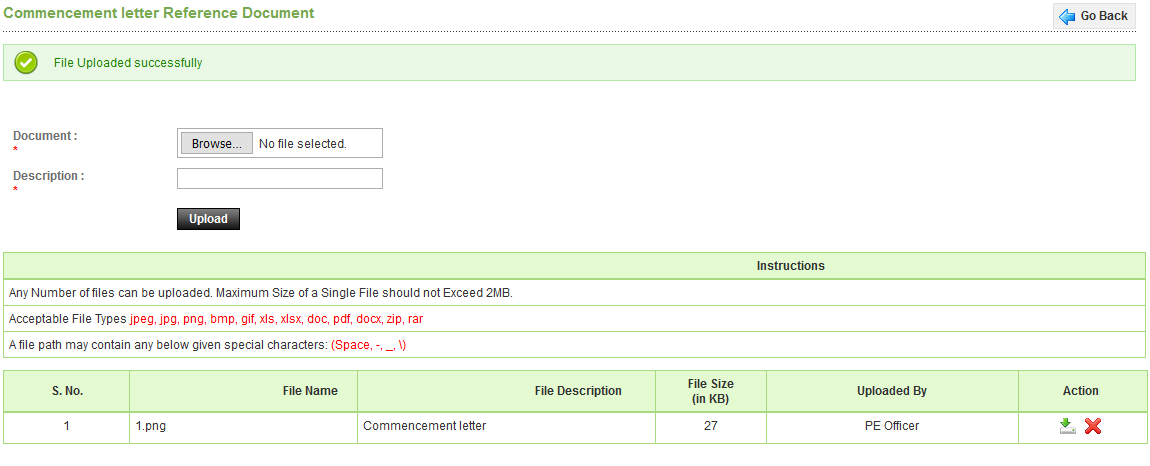 Commencement letter Reference Document
Go Back
File Uploaded successfully
Document :
*
Browse... No file selected.
Description :
*
Upload
Instructions
Any Number of files can be uploaded. Maximum Size of a Single File should not Exceed 2MB.
Acceptable File Types jpeg, jpg, png, bmp, gif, xls, xlsx, doc, pdf, docx, zip, rar
A file path may contain any below given special characters: (Space, -, _, \)
S. No. File Name File Description File Size (in KB) Uploaded By Action
1 1.png Commencement letter 27 PE Officer